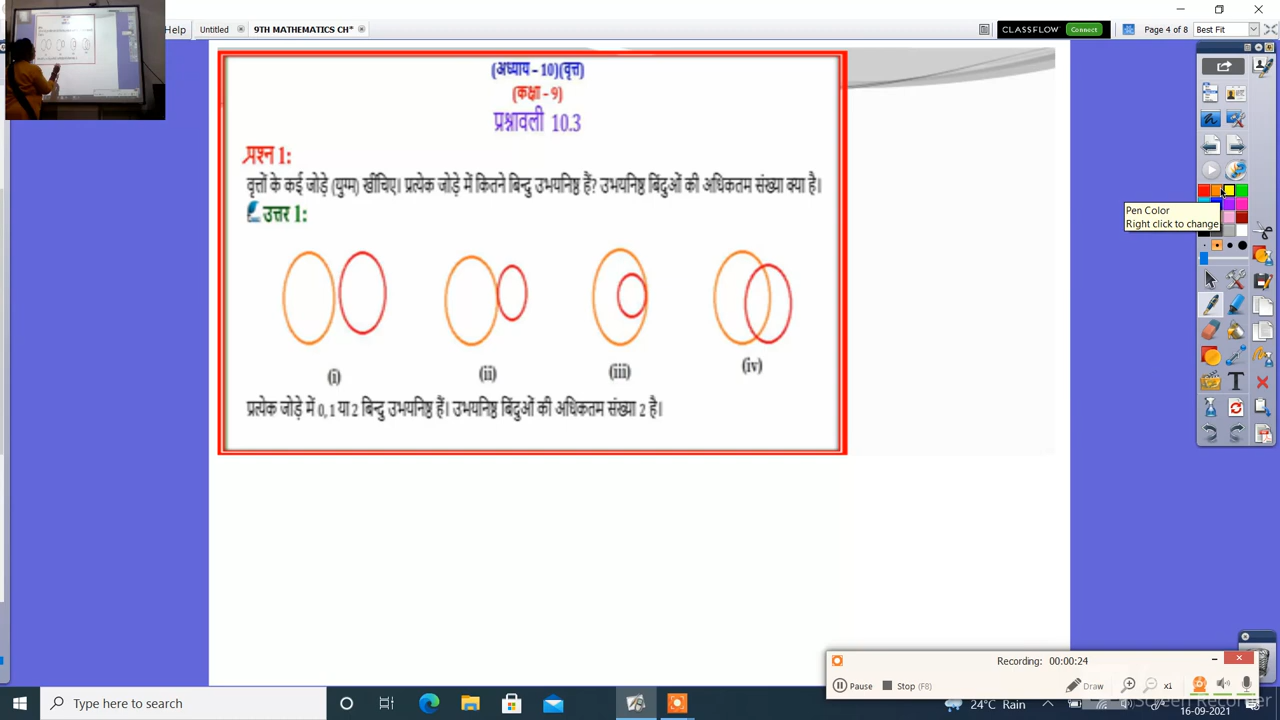 Help
Untitled
9TH MATHEMATICS CH*
CLASSFLOW
Connect
Page 4 of 8
Best Fit
(अध्याय - 10)(वृत्त)
(कक्षा - 9)
प्रश्नावली 10.3
प्रश्न 1:
वृत्तों के कई जोड़े (युग्म) खींचिए। प्रत्येक जोड़े में कितने बिन्दु उभयनिष्ठ हैं? उभयनिष्ठ बिंदुओं की अधिकतम संख्या क्या है।
उत्तर 1:
(i)
(ii)
(iii)
(iv)
प्रत्येक जोड़े में 0, 1 या 2 बिन्दु उभयनिष्ठ हैं। उभयनिष्ठ बिंदुओं की अधिकतम संख्या 2 है।
Pen Color
Right click to change
Recording: 00:00:24
Pause
Stop (F8)
Draw
x1
Type here to search
24°C Rain
16-09-2021